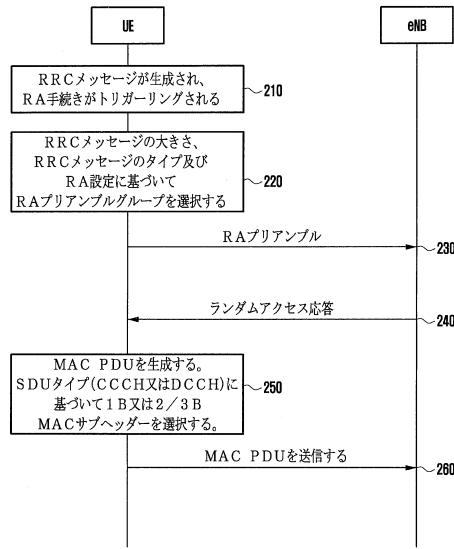 UE
eNB
RRCメッセージが生成され、
RA手続きがトリガーリングされる
210
RRCメッセージの大きさ、
RRCメッセージのタイプ及び
RA設定に基づいて
RAプリアンブルグループを選択する
220
RAプリアンブル
230
ランダムアクセス応答
240
MAC PDUを生成する。
SDUタイプ(CCCH又はDCCH)に
基づいて1B又は2/3B
MACサブヘッダーを選択する。
250
MAC PDUを送信する
260